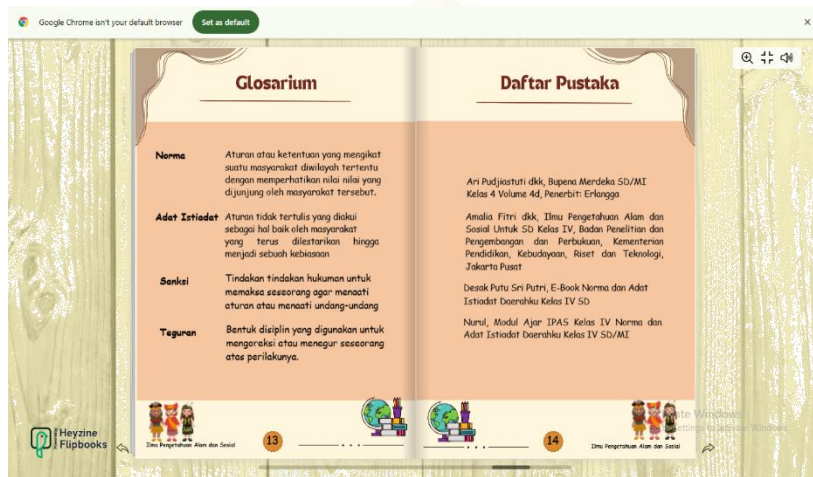 Google Chrome isn't your default browser
Set as default
Glosarium
Norma
Aturan atau ketentuan yang mengikat
suatu masyarakat diwilayah tertentu
dengan memperhatikan nilai nilai yang
dijunjung oleh masyarakat tersebut.
Adat Istiadat
Aturan tidak tertulis yang diakui
sebagai hal baik oleh masyarakat
yang terus dilestarikan hingga
menjadi sebuah kebiasaan
Sanksi
Tindakan tindakan hukuman untuk
memaksa seseorang agar menaati
aturan atau menaati undang-undang
Teguran
Bentuk disiplin yang digunakan untuk
mengoreksi atau menegur seseorang
atas perilakunya.
Ilmu Pengetahuan Alam dan Sosial
13
Daftar Pustaka
Ari Pudjiastuti dkk, Bupena Merdeka SD/MI
Kelas 4 Volume 4d, Penerbit: Erlangga
Amalia Fitri dkk, Ilmu Pengetahuan Alam dan
Sosial Untuk SD Kelas IV, Badan Penelitian dan
Pengembangan dan Perbukuan, Kementerian
Pendidikan, Kebudayaan, Riset dan Teknologi,
Jakarta Pusat
Desak Putu Sri Putri, E-Book Norma dan Adat
Istiadat Daerahku Kelas IV SD
Nurul, Modul Ajar IPAS Kelas IV Norma dan
Adat Istiadat Daerahku Kelas IV SD/MI
14
Ilmu Pengetahuan Alam dan Sosial
Heyzine
Flipbooks
Windows